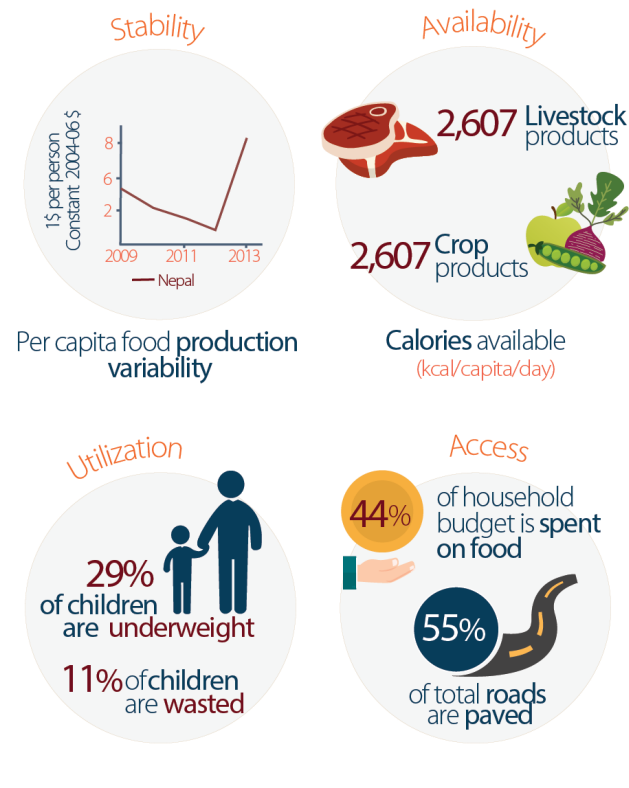 Stability
1$ per person
Constant 2004-06 $
8
6
2
2009 2011 2013
Nepal
Per capita food production
variability
Availability
2,607 Livestock
products
2,607 Crop
products
Calories available
(kcal/capita/day)
Utilization
29%
of children
are underweight
11% of children
are wasted
Access
44%
of household
budget is spent
on food
55%
of total roads
are paved